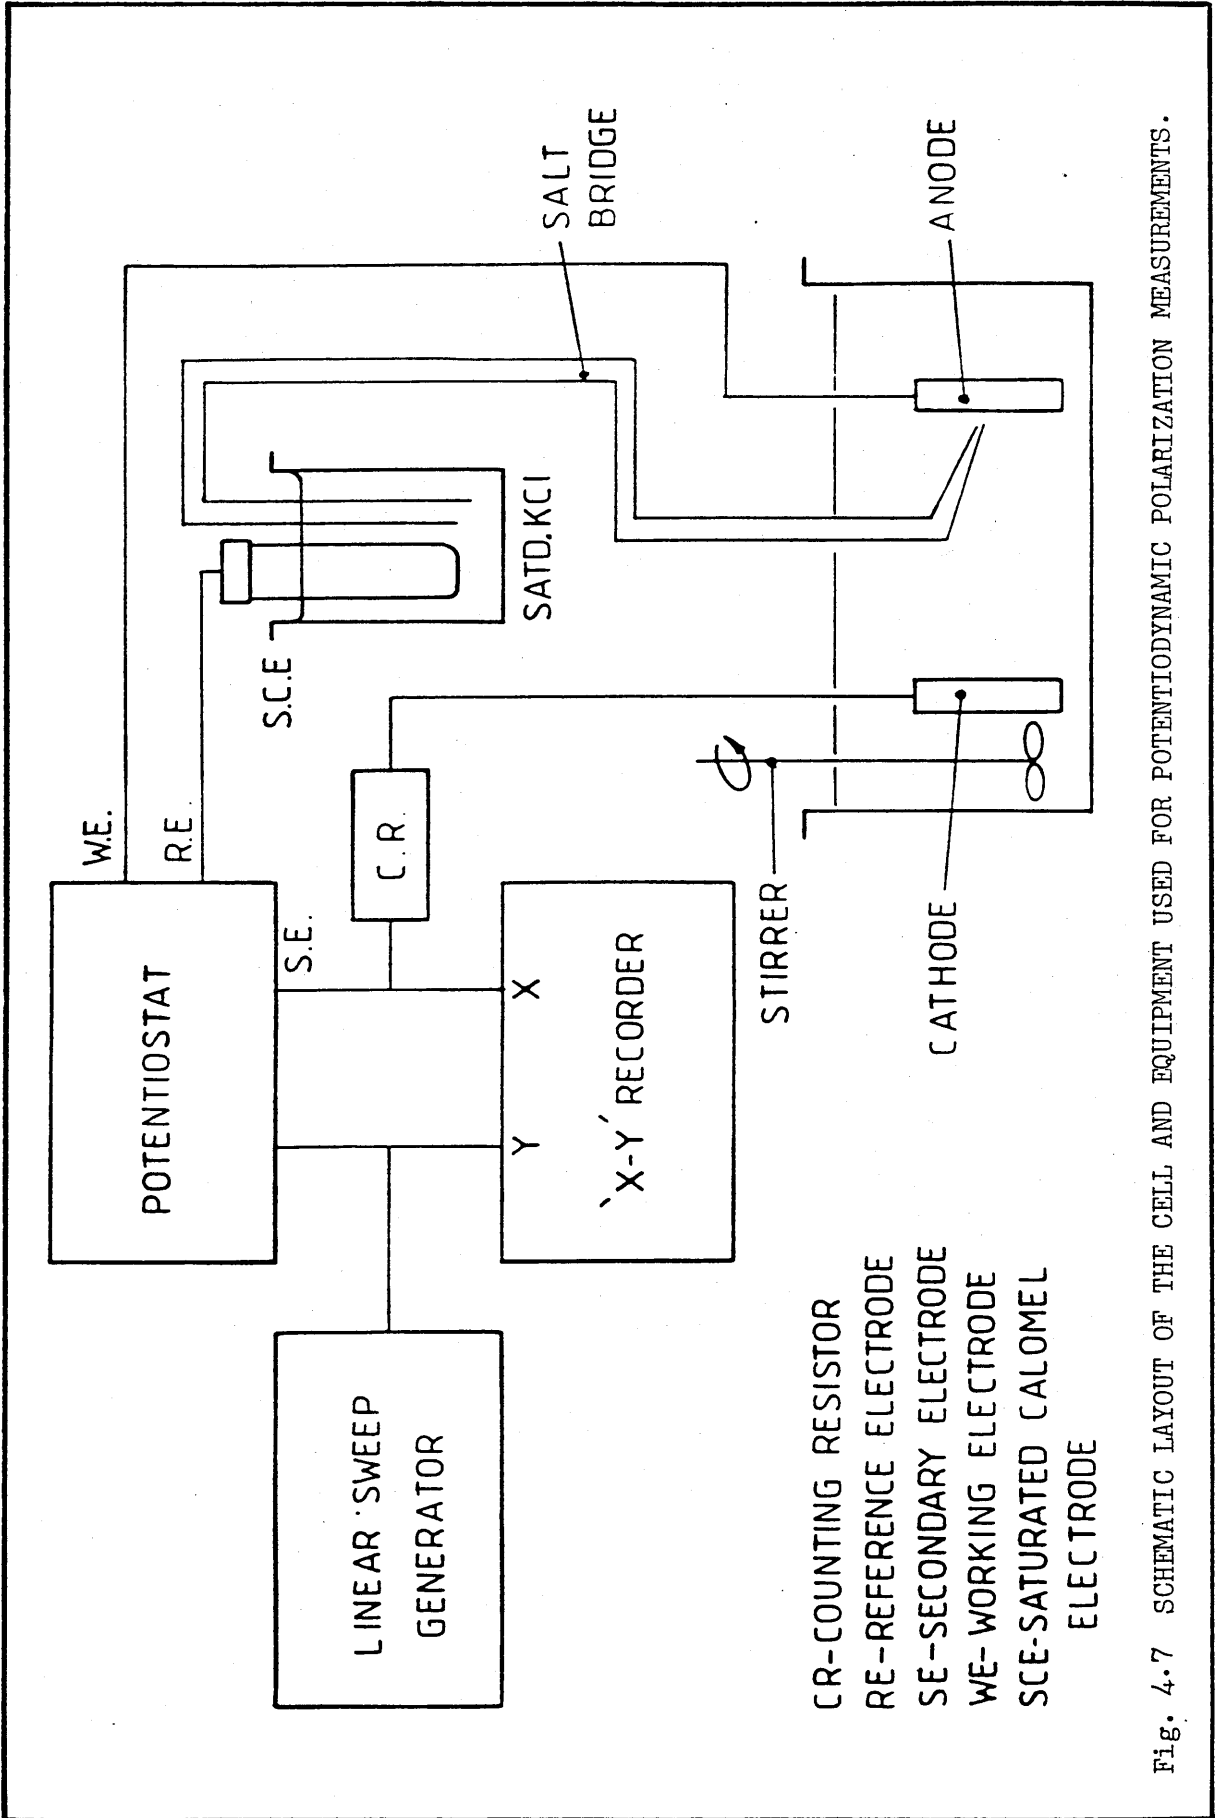 W.E.
R.E.
S.E.
POTENTIOSTAT
LINEAR SWEEP
GENERATOR
Y
X
`X-Y´ RECORDER
C.R.
S.C.E
SATD.KCl
SALT
BRIDGE
STIRRER
CATHODE
ANODE
CR-COUNTING RESISTOR
RE-REFERENCE ELECTRODE
SE-SECONDARY ELECTRODE
WE-WORKING ELECTRODE
SCE-SATURATED CALOMEL
ELECTRODE
Fig. 4.7 SCHEMATIC LAYOUT OF THE CELL AND EQUIPMENT USED FOR POTENTIODYNAMIC POLARIZATION MEASUREMENTS.